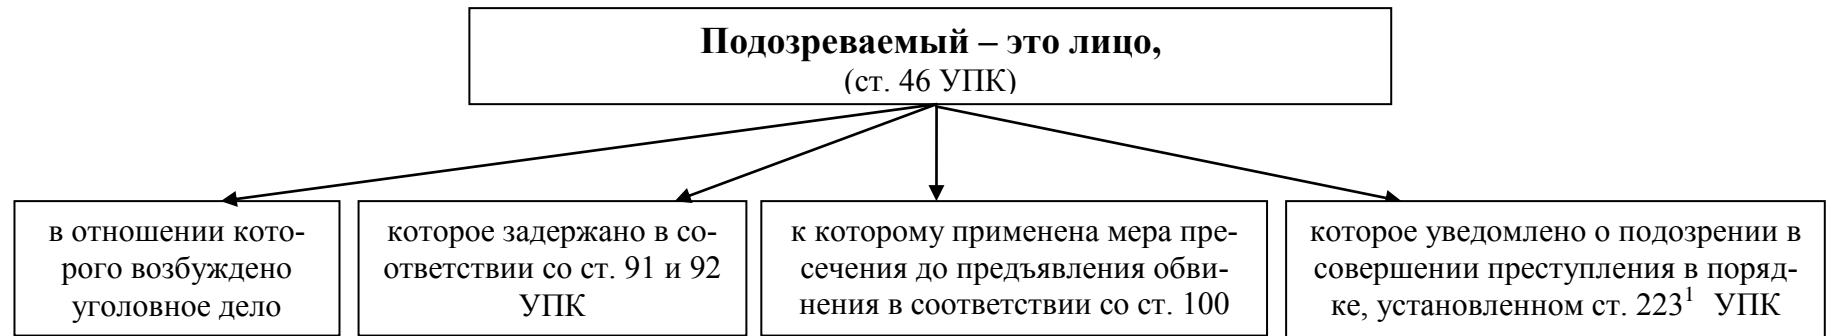 Подозреваемый – это лицо,
(ст. 46 УПК)
в отношении кото-
рого возбуждено
уголовное дело
которое задержано в со-
ответствии со ст. 91 и 92
УПК
к которому применена мера пре-
сечения до предъявления обви-
нения в соответствии со ст. 100
которое уведомлено о подозрении в
совершении преступления в поряд-
ке, установленном ст. 223¹ УПК